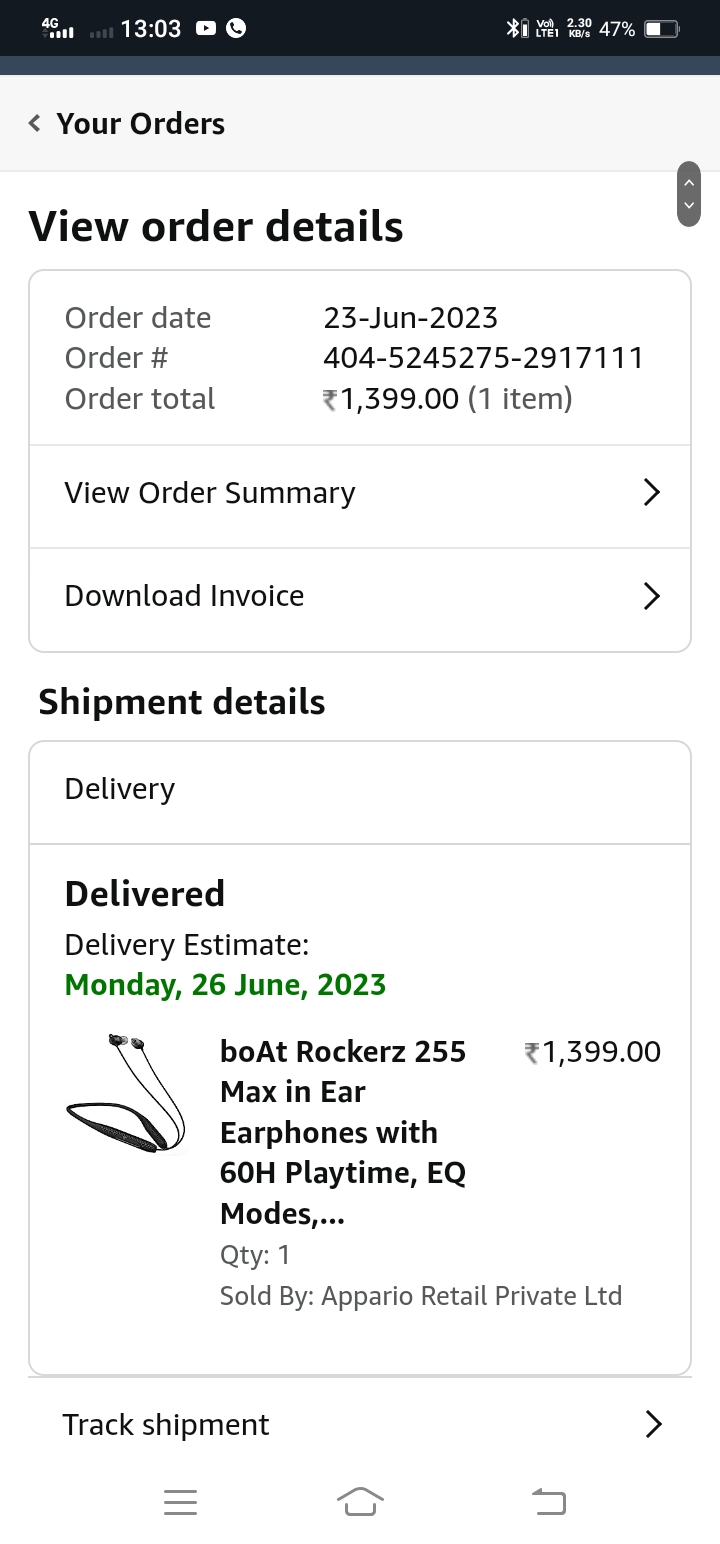 4G 13:03 Vo) LTE1 2.30 KB/s 47%
Your Orders
View order details
Order date 23-Jun-2023
Order # 404-5245275-2917111
Order total ₹1,399.00 (1 item)
View Order Summary
Download Invoice
Shipment details
Delivery
Delivered
Delivery Estimate:
Monday, 26 June, 2023
boAt Rockerz 255 ₹1,399.00
Max in Ear
Earphones with
60H Playtime, EQ
Modes,...
Qty: 1
Sold By: Appario Retail Private Ltd
Track shipment